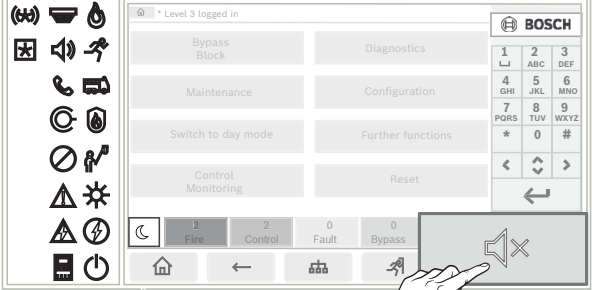 * Level 3 logged in
BOSCH
Bypass
Block
Diagnostics
Maintenance
Configuration
Switch to day mode
Further functions
Control
Monitoring
Reset
1
2
ABC
3
DEF
4
GHI
5
JKL
6
MNO
7
PQRS
8
TUV
9
WXYZ
* 0 #
2
Fire
2
Control
0
Fault
0
Bypass